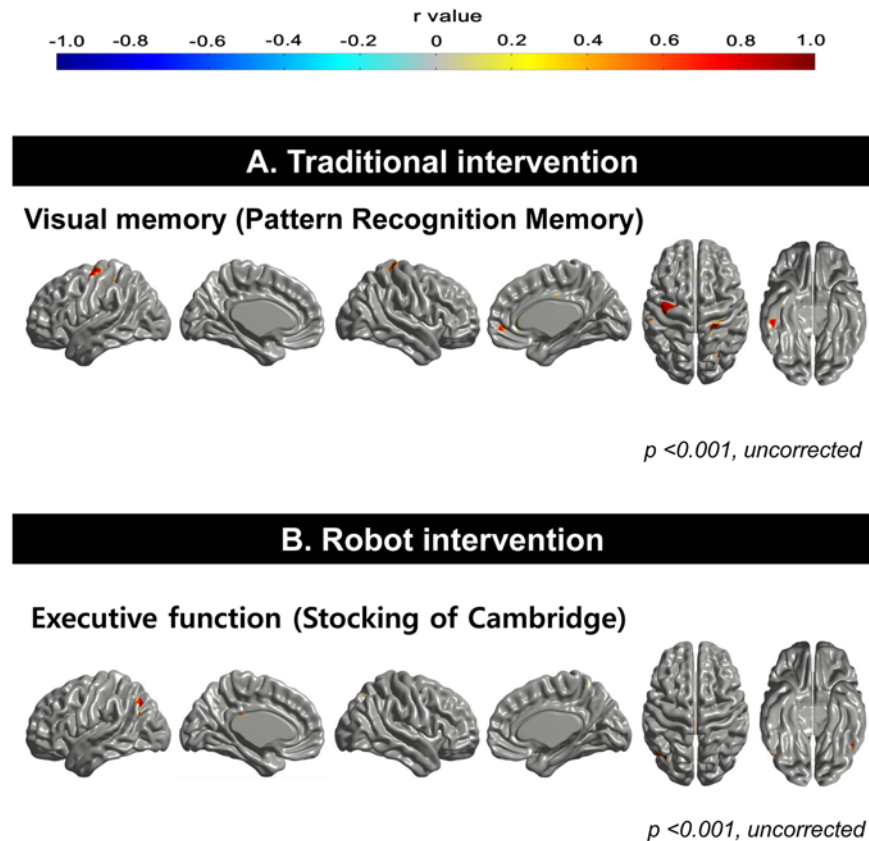 r value
-1.0 -0.8 -0.6 -0.4 -0.2 0 0.2 0.4 0.6 0.8 1.0
A. Traditional intervention
Visual memory (Pattern Recognition Memory)
p <0.001, uncorrected
B. Robot intervention
Executive function (Stocking of Cambridge)
p <0.001, uncorrected